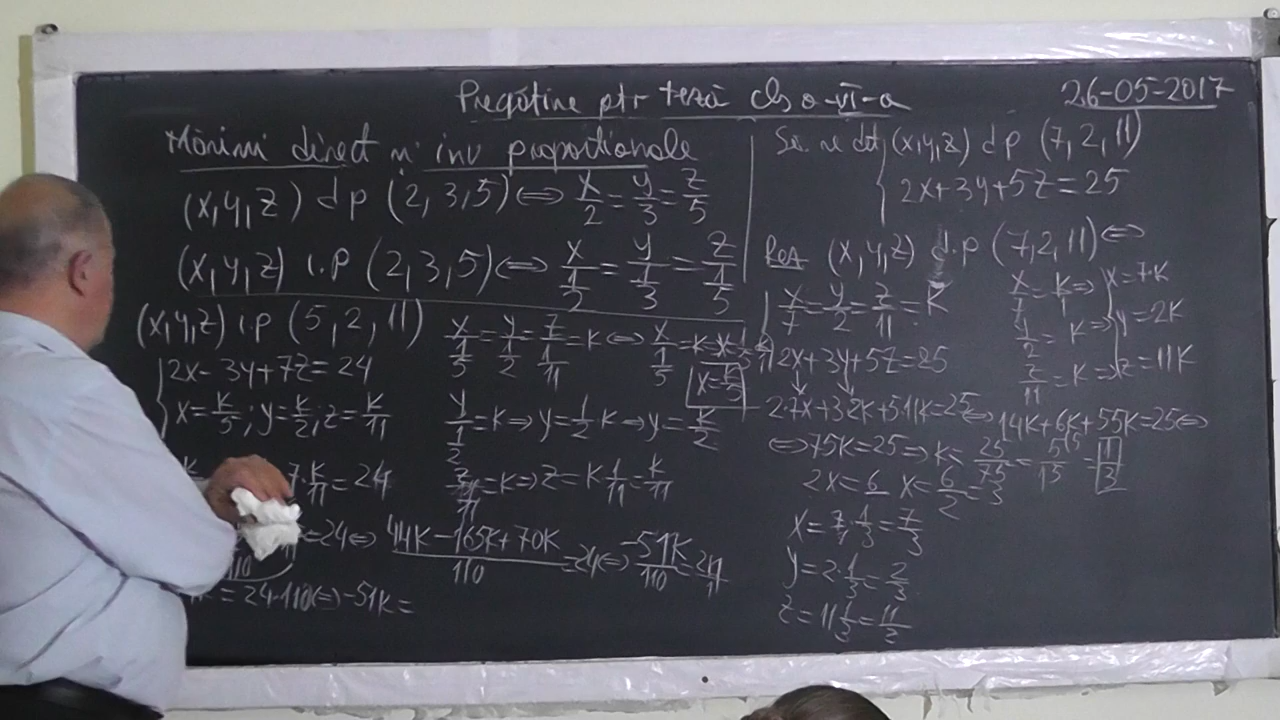 Pregătire ptr teză cls a-VI-a
26-05-2017
Mărimi direct și inv proporționale
(x,y,z) dp (2,3,5) ⇔ x/2 = y/3 = z/5
(x,y,z) i.p (2,3,5) ⇔ x/(1/2) = y/(1/3) = z/(1/5)
(x,y,z) i.p (5,2,11)
2x-3y+7z=24
x=k/5; y=k/2; z=k/11
7·k/11=24
=24⇔ (44k-165k+70k)/110=24⇔ -51k/110=24/1
110
=24·110⇔-51k=
x/(1/5)=y/(1/2)=z/(1/11)=k⇔ x/(1/5)=k
x=k/5
y/(1/2)=k⇒y=1/2k⇒y=k/2
z/(1/11)=k⇒z=k·1/11=k/11
Să se det (x,y,z) dp (7,2,11)
2x+3y+5z=25
Rez (x,y,z) d.p (7,2,11)⇔
x/7=y/2=z/11=k
x/7=k⇒x=7·k
y/2=k⇒y=2k
z/11=k⇒z=11k
2x+3y+5z=25
2·7k+3·2k+5·11k=25⇔14k+6k+55k=25⇔
⇔75k=25⇒k=25/75=5/15=1/3
2x=6 x=6/2=3
x=7·1/3=7/3
y=2·1/3=2/3
z=11·1/3=11/3